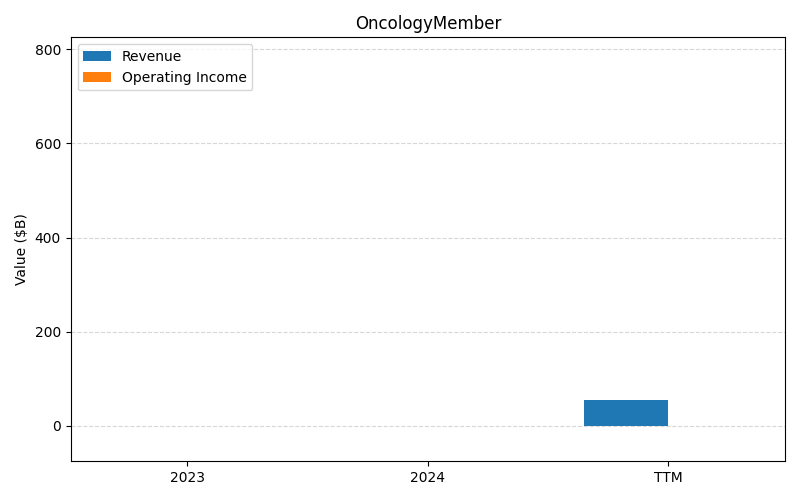 OncologyMember
Revenue
Operating Income
Value ($B)
800
600
400
200
0
2023
2024
TTM